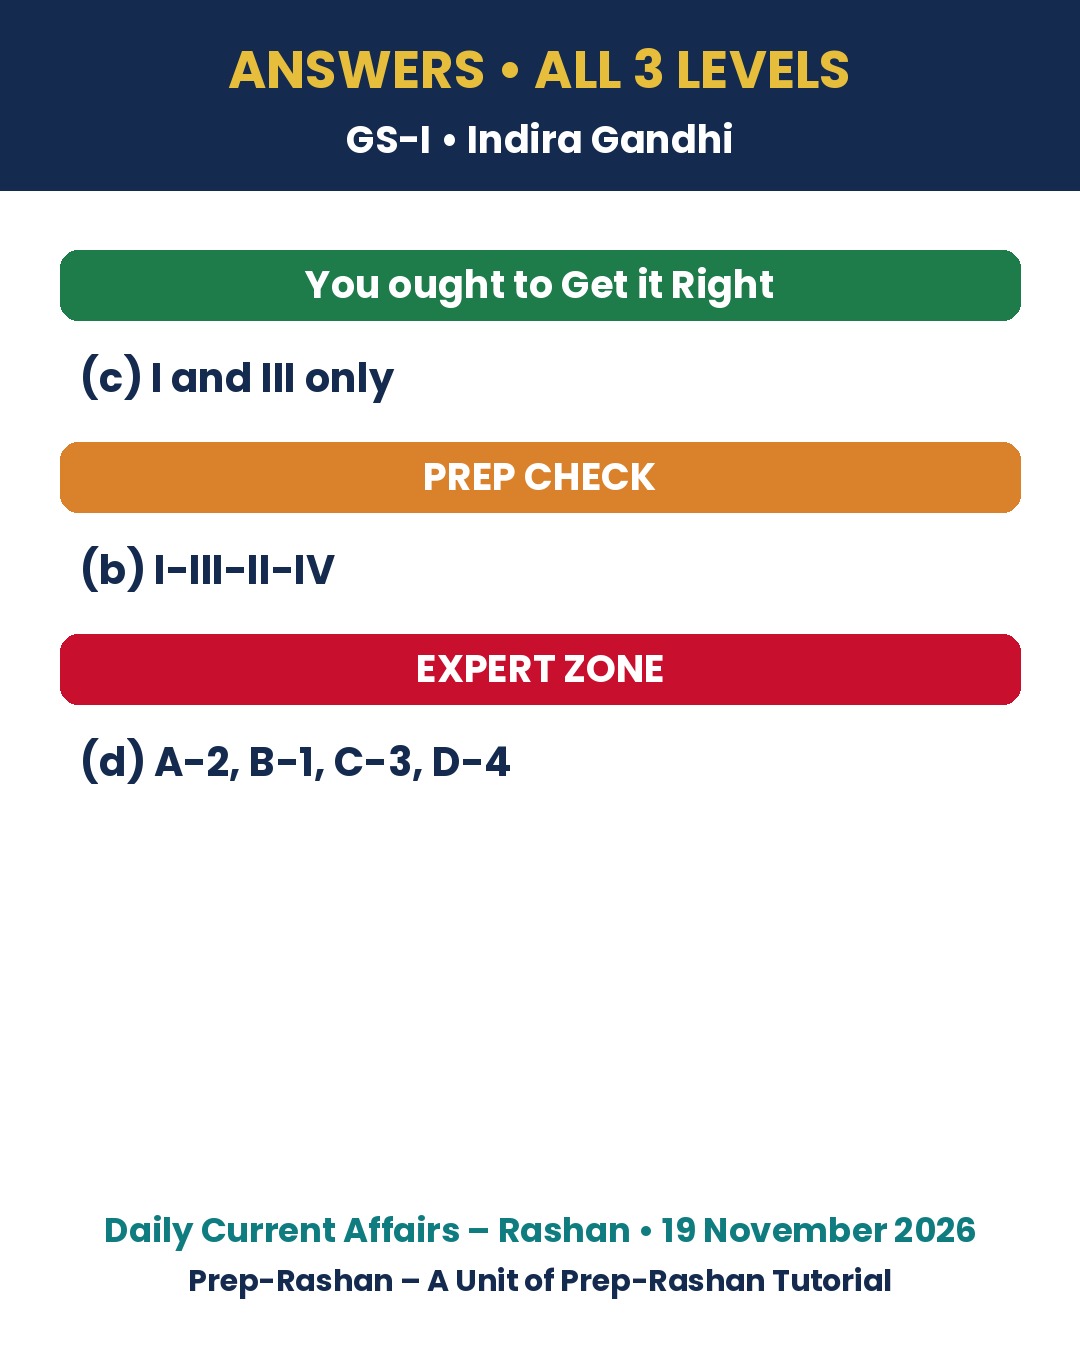 ANSWERS • ALL 3 LEVELS
GS-I • Indira Gandhi
You ought to Get it Right
(c) I and III only
PREP CHECK
(b) I-III-II-IV
EXPERT ZONE
(d) A-2, B-1, C-3, D-4
Daily Current Affairs – Rashan • 19 November 2026
Prep-Rashan – A Unit of Prep-Rashan Tutorial